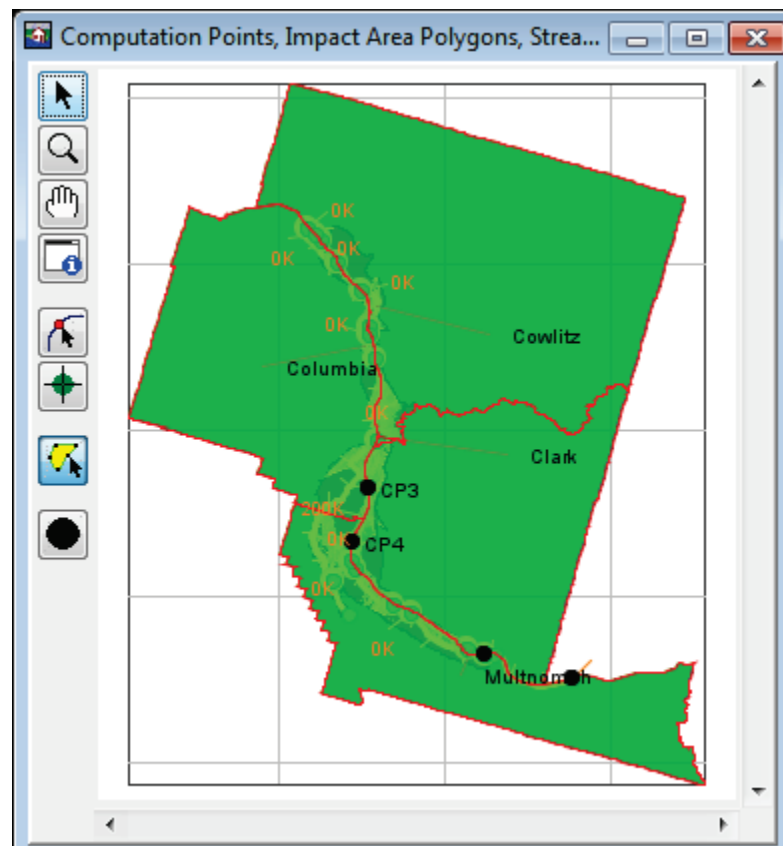 Computation Points, Impact Area Polygons, Strea...
0K
0K
0K
0K
0K
Cowlitz
Columbia
0K
Clark
CP3
200K
0K
CP4
0K
0K
Multnomah